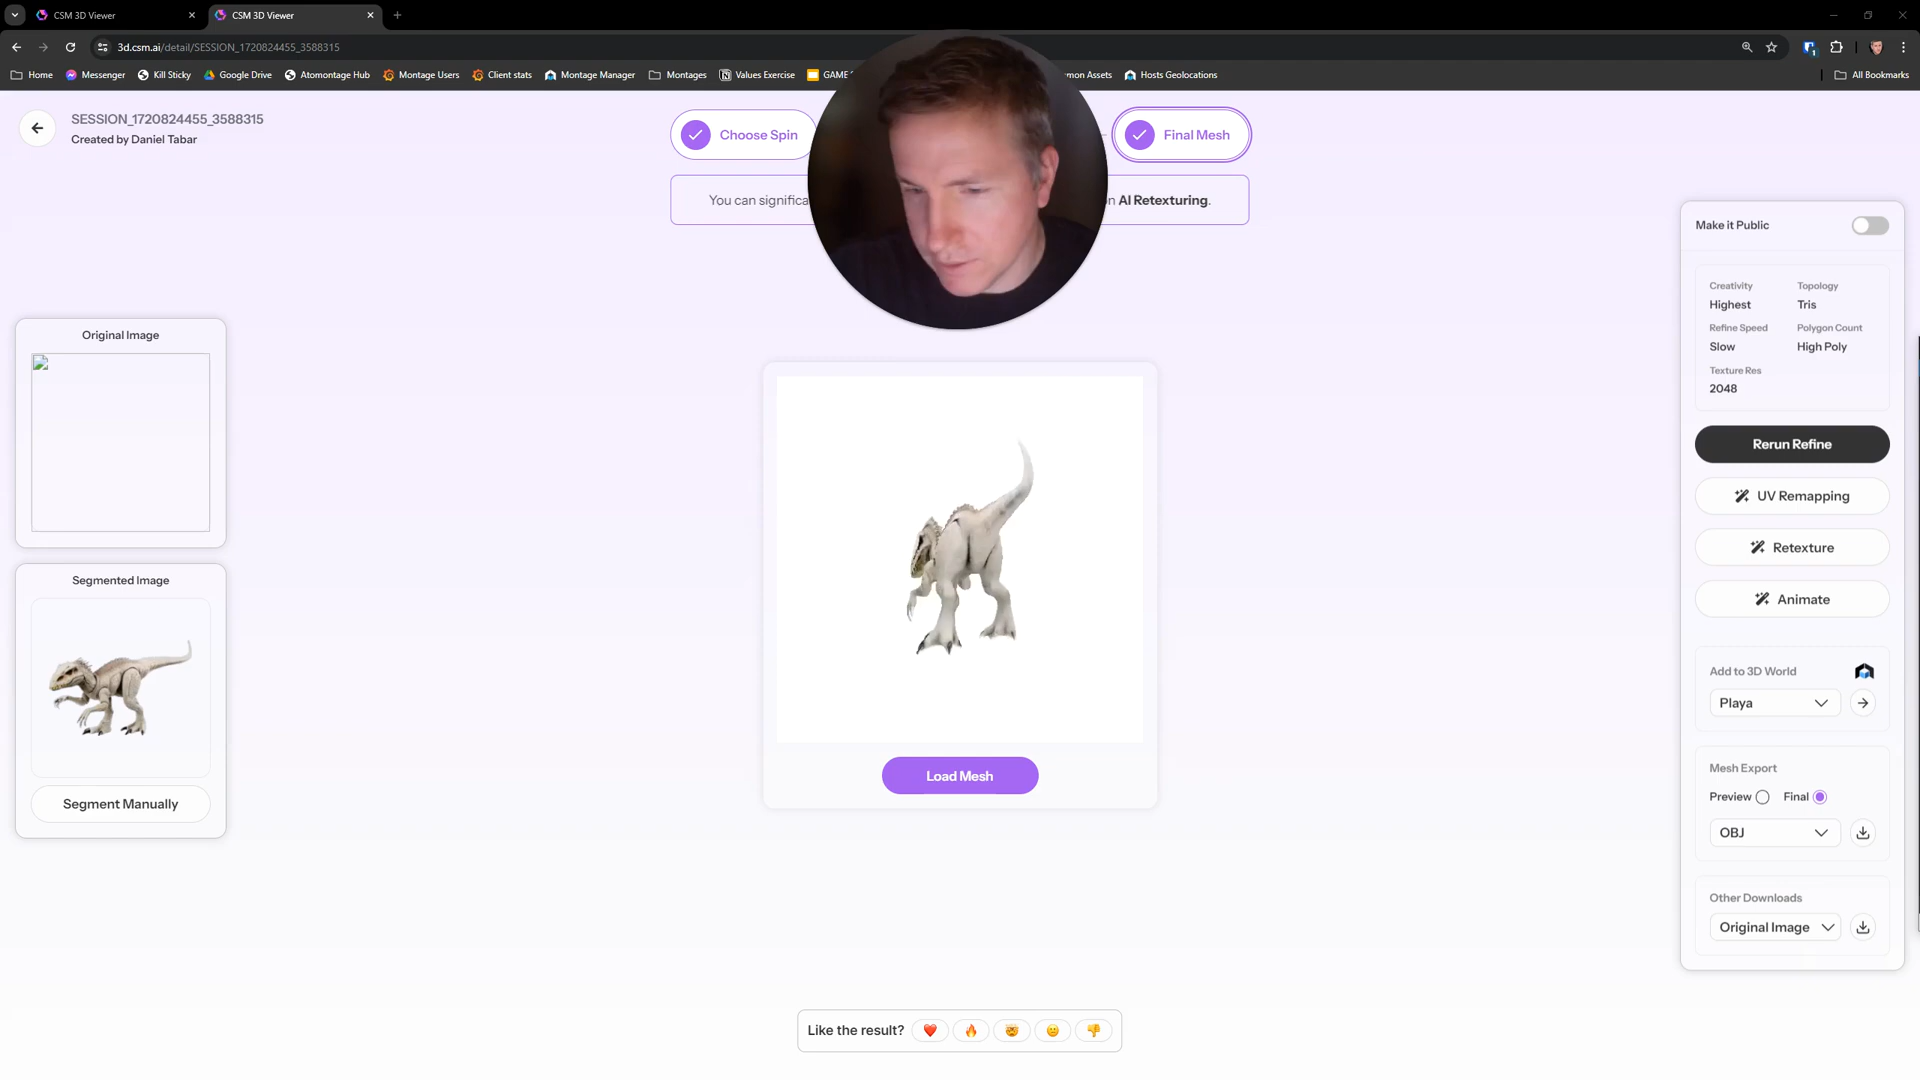 CSM 3D Viewer
CSM 3D Viewer
3d.csm.ai/detail/SESSION_1720824455_3588315
Home
Messenger
Kill Sticky
Google Drive
Atomontage Hub
Montage Users
Client stats
Montage Manager
Montages
Values Exercise
GAME
mon Assets
Hosts Geolocations
All Bookmarks
SESSION_1720824455_3588315
Created by Daniel Tabar
Choose Spin
Final Mesh
You can significa
n AI Retexturing.
Original Image
Segmented Image
Segment Manually
Load Mesh
Make it Public
Creativity
Topology
Highest
Tris
Refine Speed
Polygon Count
Slow
High Poly
Texture Res
2048
Rerun Refine
UV Remapping
Retexture
Animate
Add to 3D World
Playa
Mesh Export
Preview
Final
OBJ
Other Downloads
Original Image
Like the result?